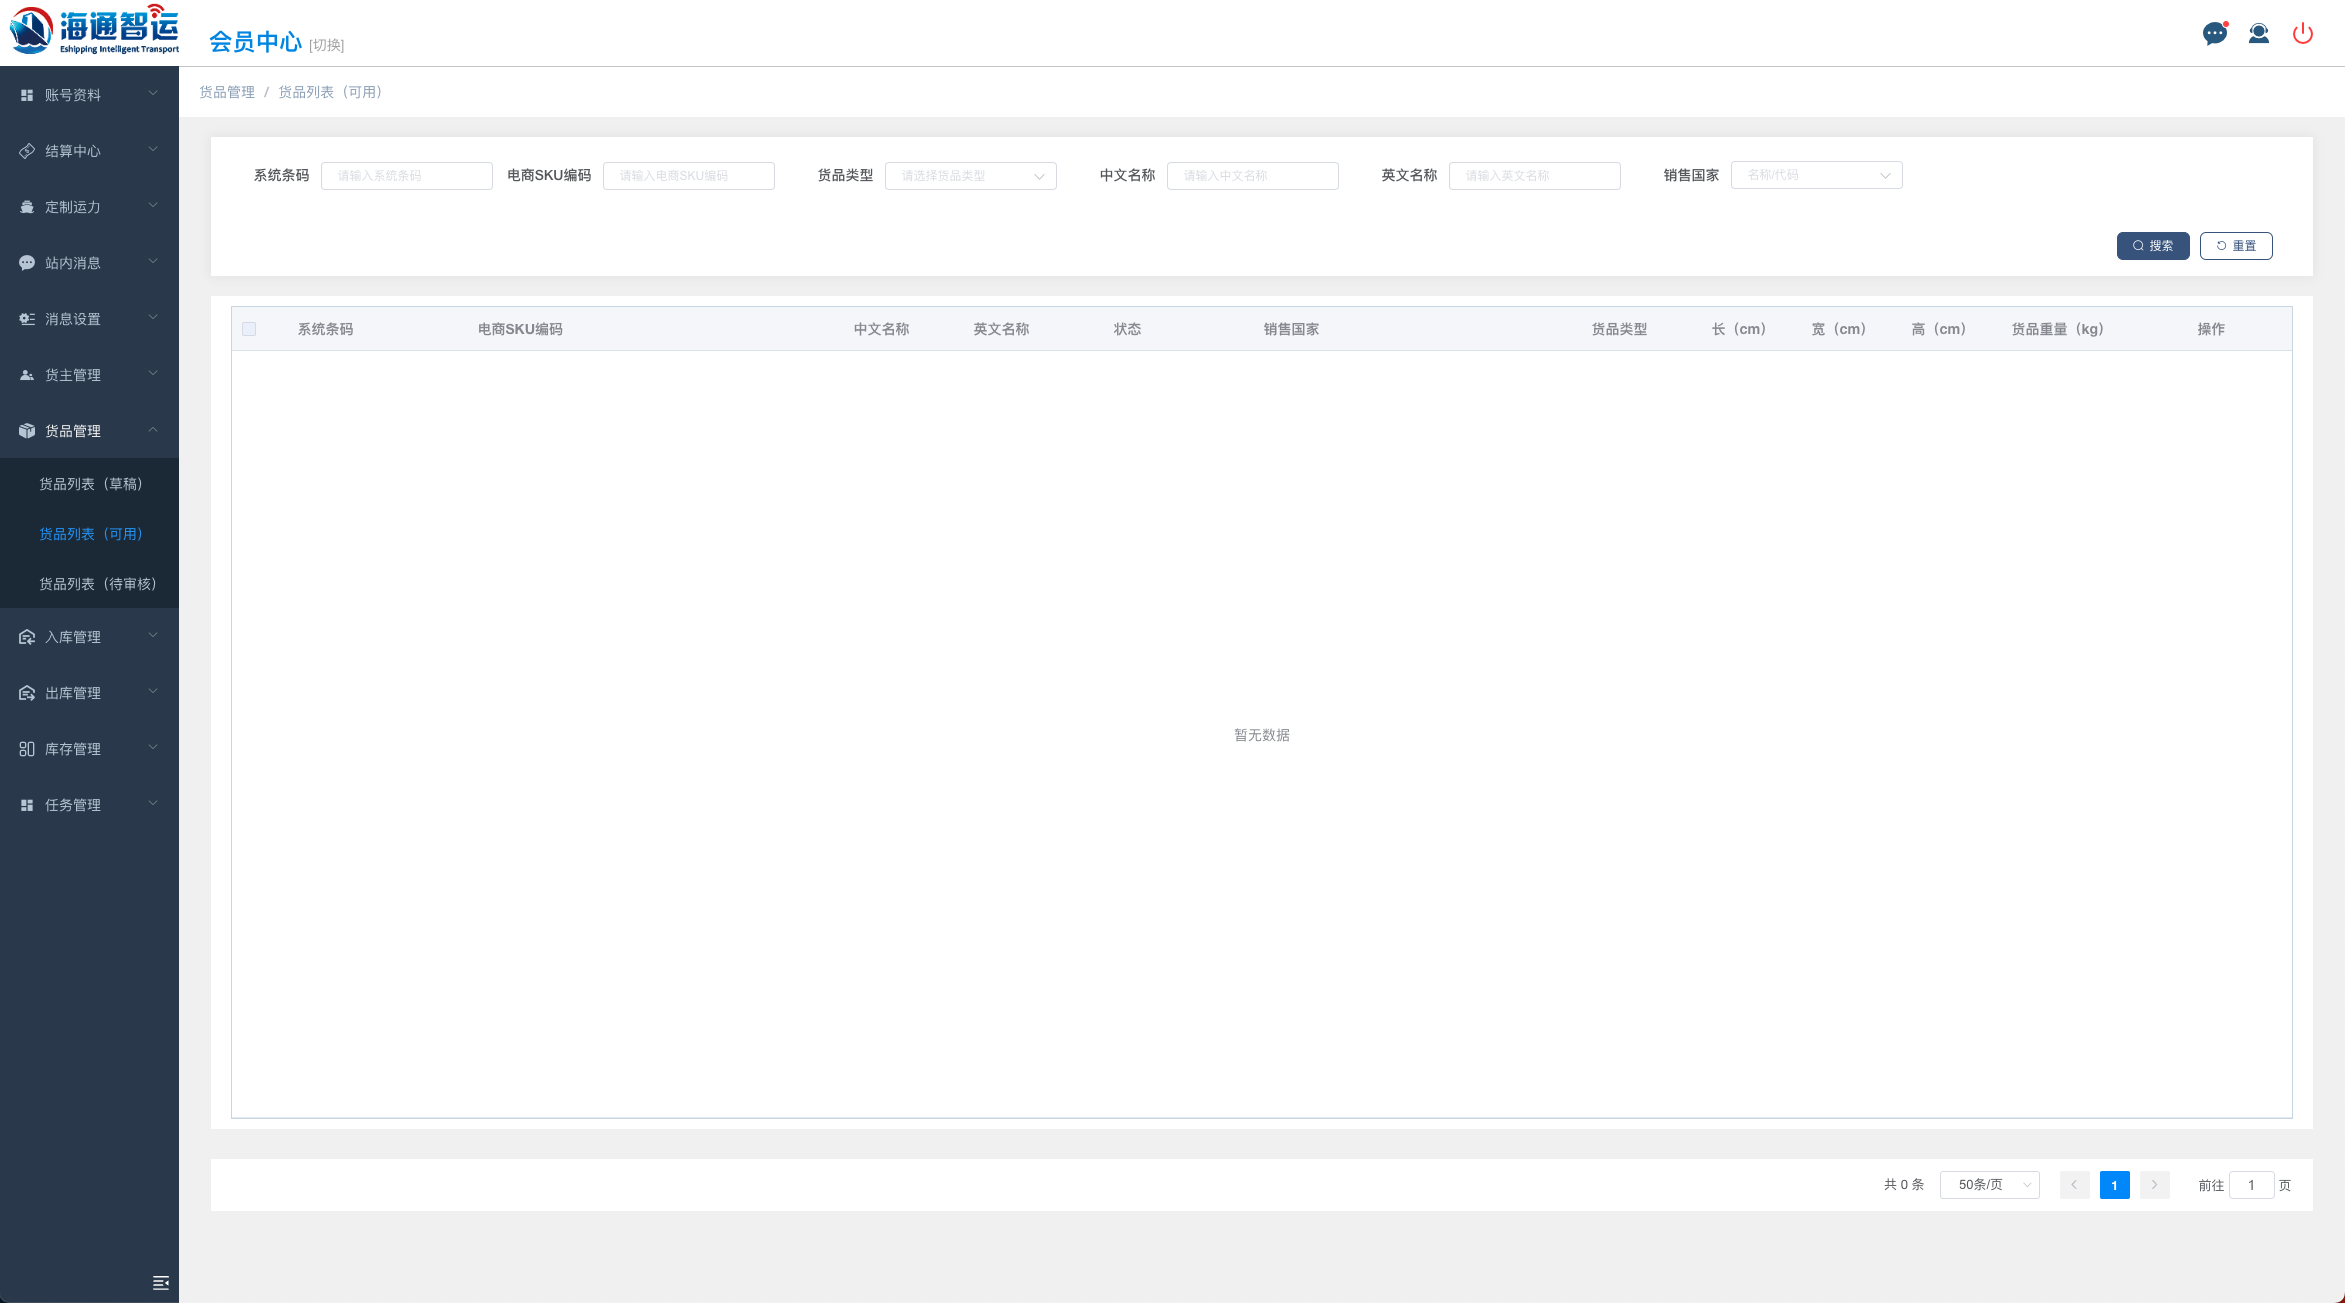 海通智运
Eshipping Intelligent Transport
会员中心 [切换]
账号资料
结算中心
定制运力
站内消息
消息设置
货主管理
货品管理
货品列表（草稿）
货品列表（可用）
货品列表（待审核）
入库管理
出库管理
库存管理
任务管理
货品管理 / 货品列表（可用）
系统条码 请输入系统条码 电商SKU编码 请输入电商SKU编码 货品类型 请选择货品类型 中文名称 请输入中文名称 英文名称 请输入英文名称 销售国家 名称/代码
搜索 重置
系统条码 电商SKU编码 中文名称 英文名称 状态 销售国家 货品类型 长（cm） 宽（cm） 高（cm） 货品重量（kg） 操作
暂无数据
共 0 条 50条/页 1 前往 1 页